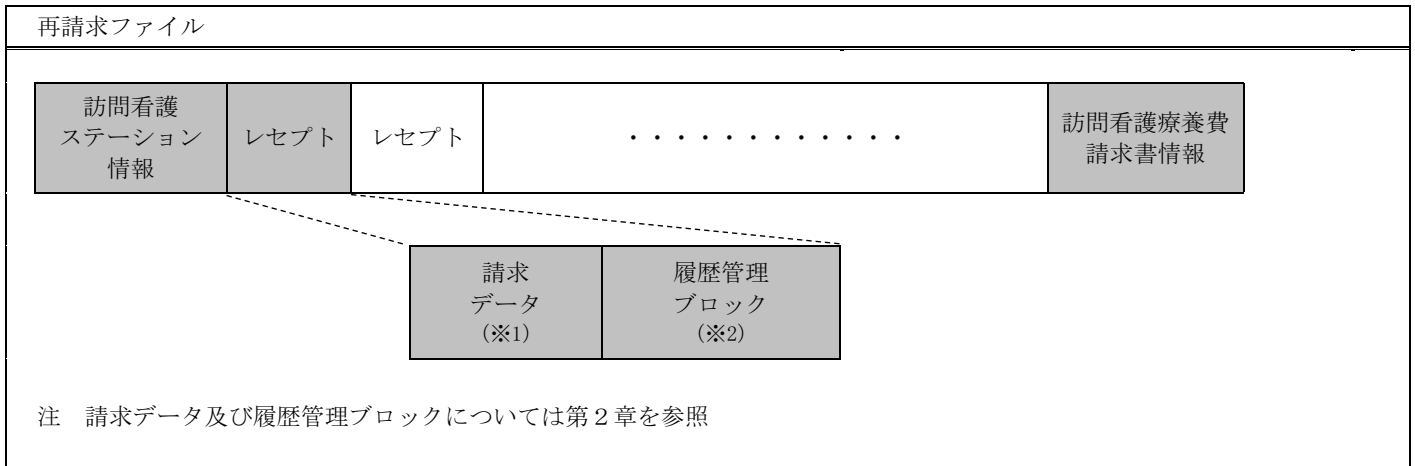 再請求ファイル
訪問看護
ステーション
情報
レセプト
レセプト
・・・・・・・・・・・・
訪問看護療養費
請求書情報
請求
データ
(※1)
履歴管理
ブロック
(※2)
注　請求データ及び履歴管理ブロックについては第２章を参照